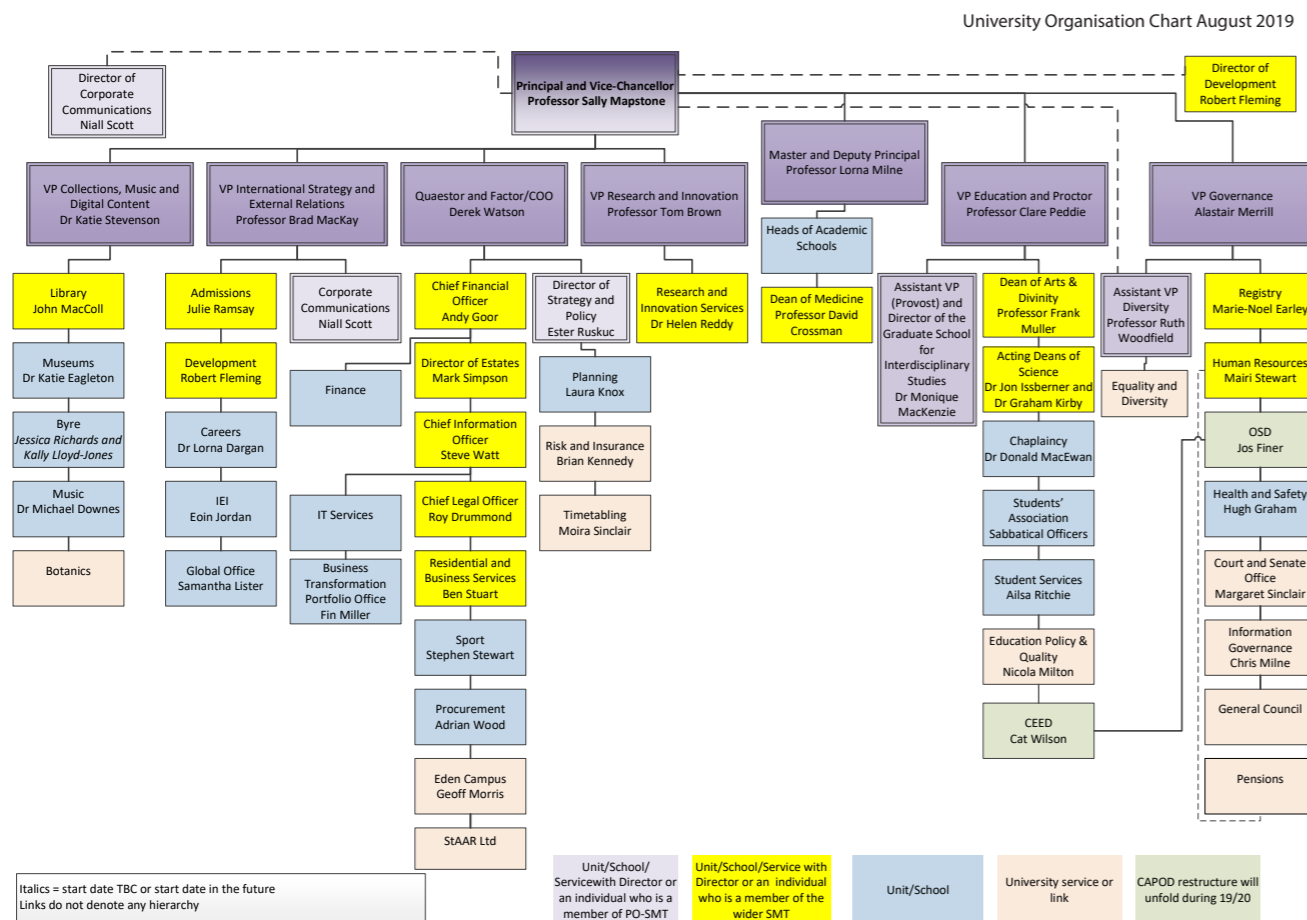 University Organisation Chart August 2019
Director of
Corporate
Communications
Niall Scott
Principal and Vice-Chancellor
Professor Sally Mapstone
Director of
Development
Robert Fleming
Master and Deputy Principal
Professor Lorna Milne
VP Collections, Music and
Digital Content
Dr Katie Stevenson
VP International Strategy and
External Relations
Professor Brad MacKay
Quaestor and Factor/COO
Derek Watson
VP Research and Innovation
Professor Tom Brown
VP Education and Proctor
Professor Clare Peddie
VP Governance
Alastair Merrill
Heads of Academic
Schools
Dean of Medicine
Professor David
Crossman
Library
John MacColl
Museums
Dr Katie Eagleton
Byre
Jessica Richards and
Kally Lloyd-Jones
Music
Dr Michael Downes
Botanics
Admissions
Julie Ramsay
Development
Robert Fleming
Careers
Dr Lorna Dargan
IEI
Eoin Jordan
Global Office
Samantha Lister
Corporate
Communications
Niall Scott
Finance
IT Services
Business
Transformation
Portfolio Office
Fin Miller
Chief Financial
Officer
Andy Goor
Director of Estates
Mark Simpson
Chief Information
Officer
Steve Watt
Chief Legal Officer
Roy Drummond
Residential and
Business Services
Ben Stuart
Sport
Stephen Stewart
Procurement
Adrian Wood
Eden Campus
Geoff Morris
StAAR Ltd
Director of
Strategy and
Policy
Ester Ruskuc
Planning
Laura Knox
Risk and Insurance
Brian Kennedy
Timetabling
Moira Sinclair
Research and
Innovation Services
Dr Helen Reddy
Assistant VP
(Provost) and
Director of the
Graduate School
for
Interdisciplinary
Studies
Dr Monique
MacKenzie
Dean of Arts &
Divinity
Professor Frank
Muller
Acting Deans of
Science
Dr Jon Issberner and
Dr Graham Kirby
Chaplaincy
Dr Donald MacEwan
Students’
Association
Sabbatical Officers
Student Services
Ailsa Ritchie
Education Policy &
Quality
Nicola Milton
CEED
Cat Wilson
Assistant VP
Diversity
Professor Ruth
Woodfield
Equality and
Diversity
Registry
Marie-Noel Earley
Human Resources
Mairi Stewart
OSD
Jos Finer
Health and Safety
Hugh Graham
Court and Senate
Office
Margaret Sinclair
Information
Governance
Chris Milne
General Council
Pensions
Italics = start date TBC or start date in the future
Links do not denote any hierarchy
Unit/School/
Servicewith Director or
an individual who is a
member of PO-SMT
Unit/School/Service with
Director or an individual
who is a member of the
wider SMT
Unit/School
University service or
link
CAPOD restructure will
unfold during 19/20